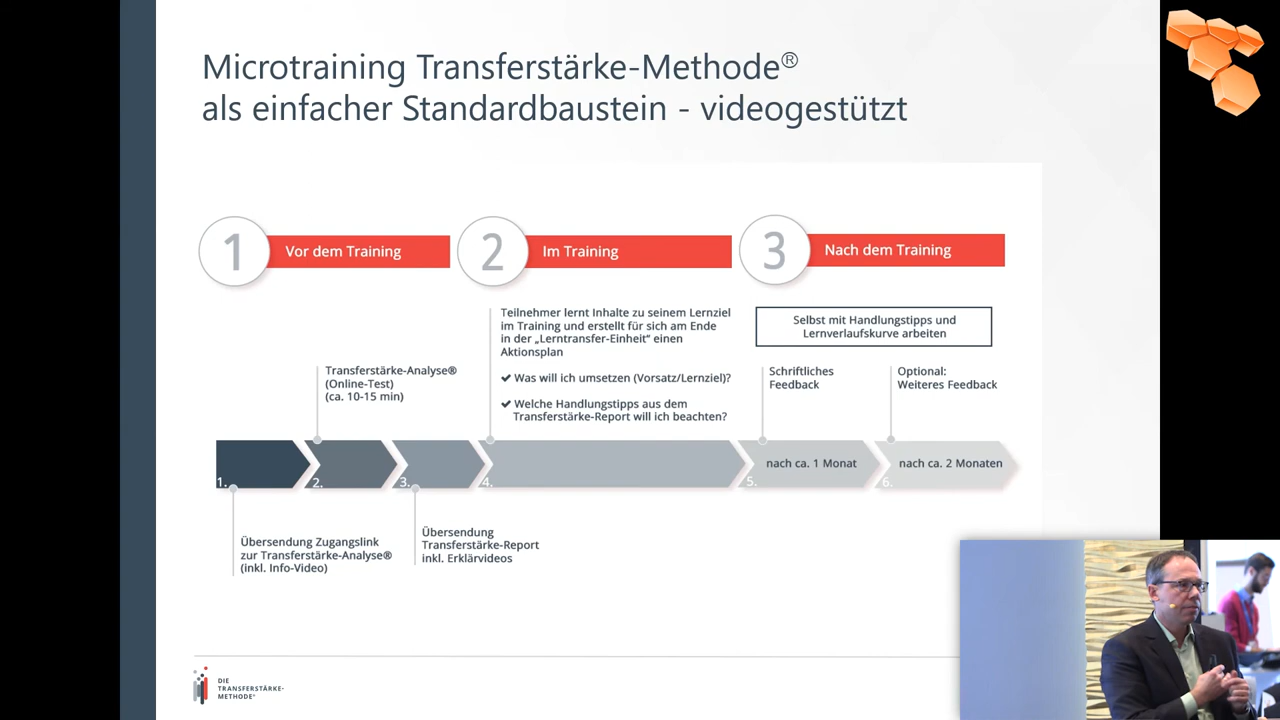 Microtraining Transferstärke-Methode®
als einfacher Standardbaustein - videogestützt
1
Vor dem Training
2
Im Training
3
Nach dem Training
Transferstärke-Analyse®
(Online-Test)
(ca. 10-15 min)
Teilnehmer lernt Inhalte zu seinem Lernziel
im Training und erstellt für sich am Ende
in der „Lerntransfer-Einheit" einen
Aktionsplan
✔ Was will ich umsetzen (Vorsatz/Lernziel)?
✔ Welche Handlungstipps aus dem
Transferstärke-Report will ich beachten?
Selbst mit Handlungstipps und
Lernverlaufskurve arbeiten
Schriftliches
Feedback
Optional:
Weiteres Feedback
1.
2.
3.
4.
5.
nach ca. 1 Monat
6.
nach ca. 2 Monaten
Übersendung Zugangslink
zur Transferstärke-Analyse®
(inkl. Info-Video)
Übersendung
Transferstärke-Report
inkl. Erklärvideos
DIE
TRANSFERSTÄRKE-
METHODE®